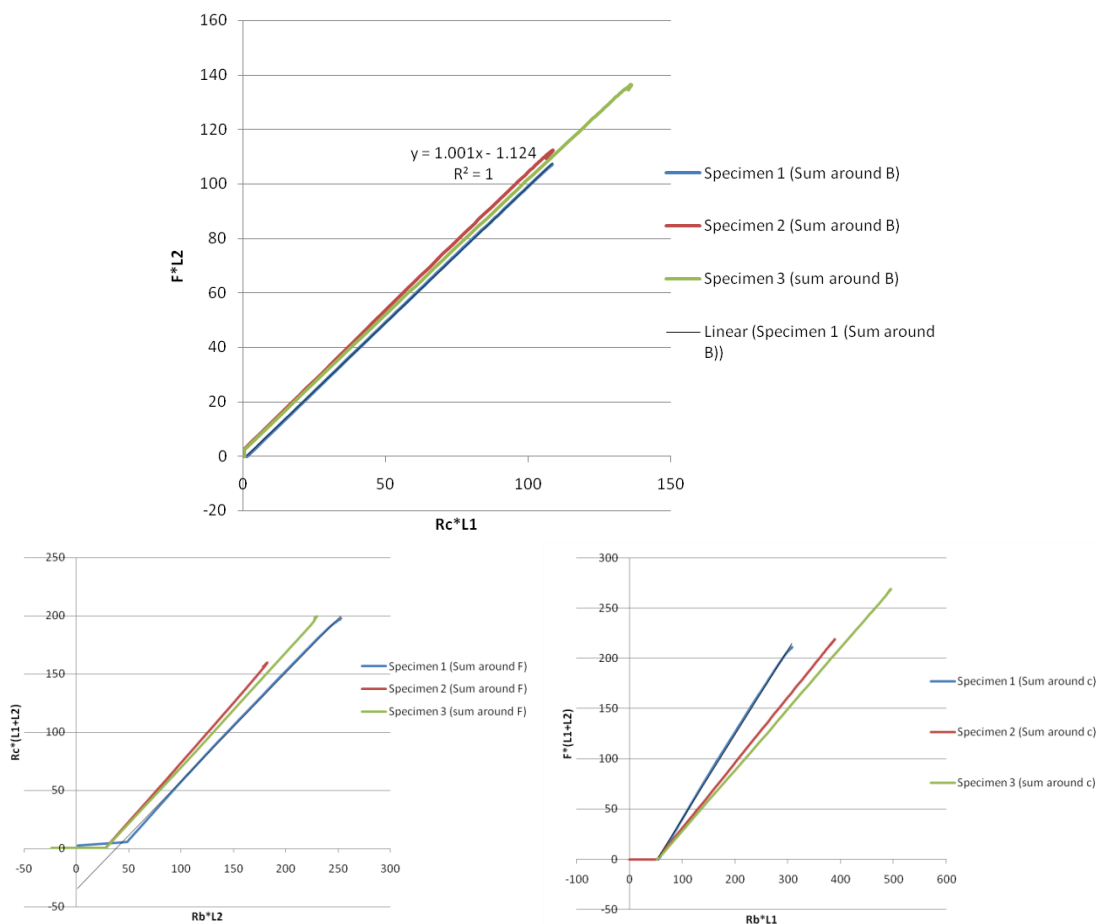 160
140
120
100
80
60
40
20
0
-20
F*L2
y = 1.001x - 1.124
R² = 1
0
50
100
150
Rc*L1
Specimen 1 (Sum around B)
Specimen 2 (Sum around B)
Specimen 3 (sum around B)
Linear (Specimen 1 (Sum around
B))
250
200
150
100
50
0
-50
Rc*(L1+L2)
-50
0
50
100
150
200
250
300
Rb*L2
Specimen 1 (Sum around F)
Specimen 2 (Sum around F)
Specimen 3 (sum around F)
300
250
200
150
100
50
0
-50
F*(L1+L2)
-100
0
100
200
300
400
500
600
Rb*L1
Specimen 1 (Sum around c)
Specimen 2 (Sum around c)
Specimen 3 (sum around c)